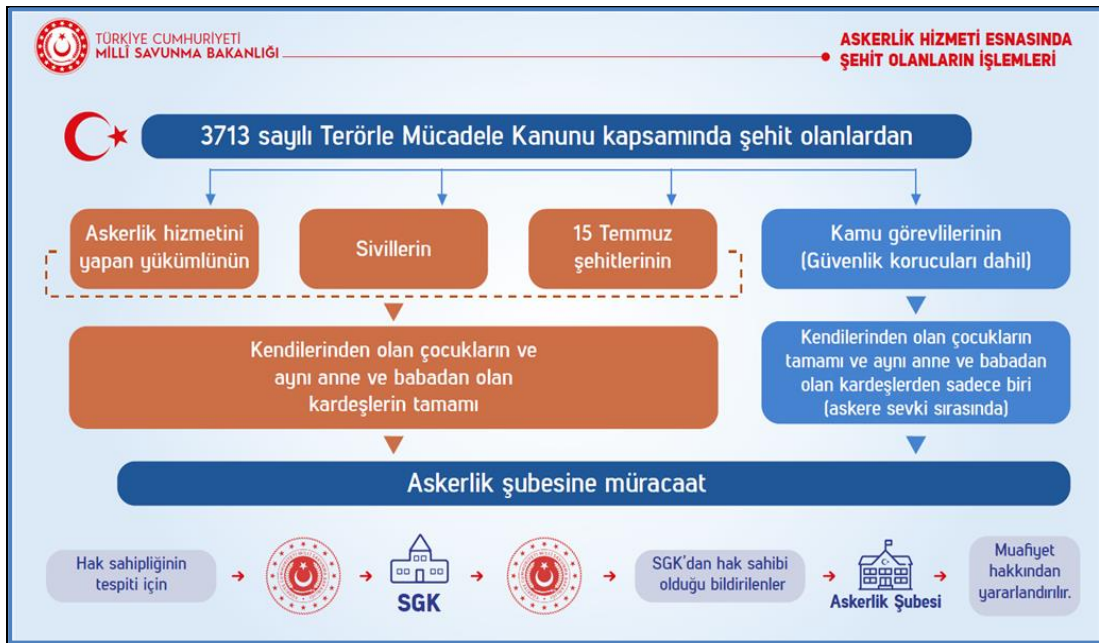 TÜRKİYE CUMHURİYETİ
MİLLÎ SAVUNMA BAKANLIĞI
ASKERLİK HİZMETİ ESNASINDA
ŞEHİT OLANLARIN İŞLEMLERİ
3713 sayılı Terörle Mücadele Kanunu kapsamında şehit olanlardan
Askerlik hizmetini
yapan yükümlünün
Sivillerin
15 Temmuz
şehitlerinin
Kamu görevlilerinin
(Güvenlik korucuları dahil)
Kendilerinden olan çocukların ve
aynı anne ve babadan olan
kardeşlerin tamamı
Kendilerinden olan çocukların
tamamı ve aynı anne ve babadan
olan kardeşlerden sadece biri
(askere sevki sırasında)
Askerlik şubesine müracaat
Hak sahipliğinin
tespiti için
SGK
SGK'dan hak sahibi
olduğu bildirilenler
Askerlik Şubesi
Muafiyet
hakkından
yararlandırılır.